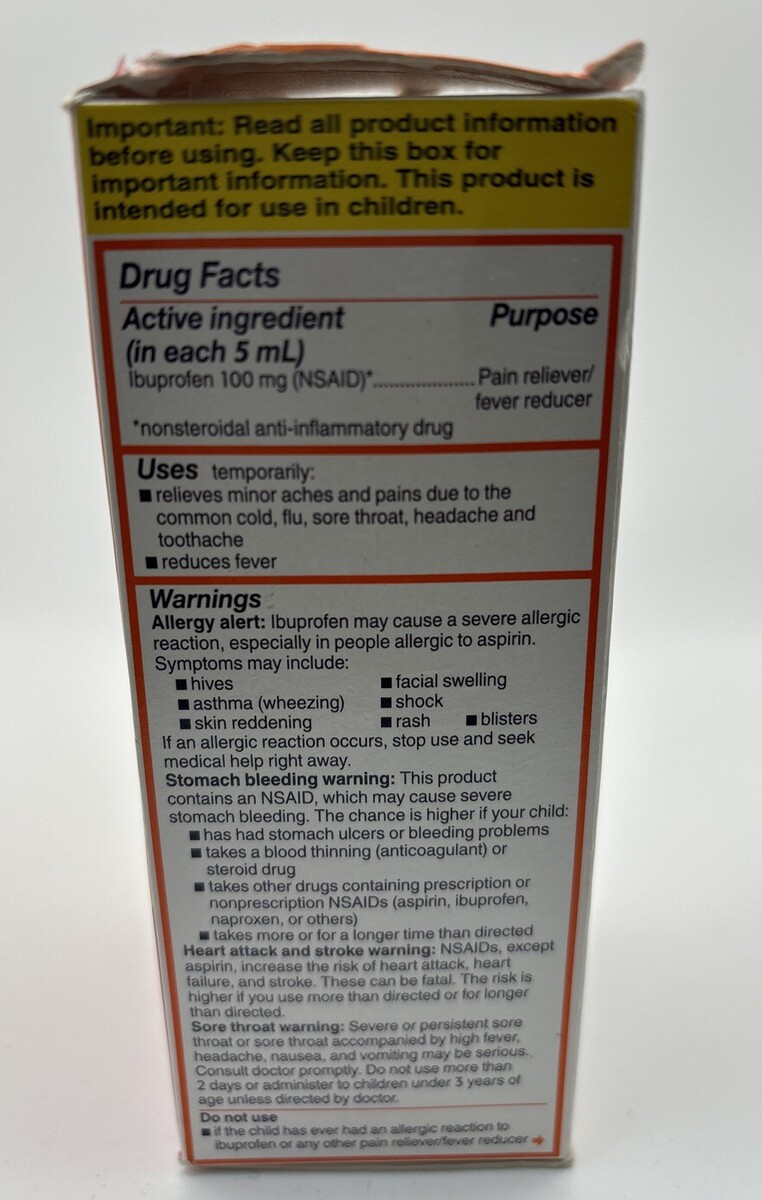 Important: Read all product information
before using. Keep this box for
important information. This product is
intended for use in children.
Drug Facts
Active ingredient Purpose
(in each 5 mL)
Ibuprofen 100 mg (NSAID)*.................... Pain reliever/
fever reducer
*nonsteroidal anti-inflammatory drug
Uses temporarily:
■ relieves minor aches and pains due to the
common cold, flu, sore throat, headache and
toothache
■ reduces fever
Warnings
Allergy alert: Ibuprofen may cause a severe allergic
reaction, especially in people allergic to aspirin.
Symptoms may include:
■ hives ■ facial swelling
■ asthma (wheezing) ■ shock
■ skin reddening ■ rash ■ blisters
If an allergic reaction occurs, stop use and seek
medical help right away.
Stomach bleeding warning: This product
contains an NSAID, which may cause severe
stomach bleeding. The chance is higher if your child:
■ has had stomach ulcers or bleeding problems
■ takes a blood thinning (anticoagulant) or
steroid drug
■ takes other drugs containing prescription or
nonprescription NSAIDs (aspirin, ibuprofen,
naproxen, or others)
■ takes more or for a longer time than directed
Heart attack and stroke warning: NSAIDs, except
aspirin, increase the risk of heart attack, heart
failure, and stroke. These can be fatal. The risk is
higher if you use more than directed or for longer
than directed.
Sore throat warning: Severe or persistent sore
throat or sore throat accompanied by high fever,
headache, nausea, and vomiting may be serious.
Consult doctor promptly. Do not use more than
2 days or administer to children under 3 years of
age unless directed by doctor.
Do not use
■ if the child has ever had an allergic reaction to
ibuprofen or any other pain reliever/fever reducer ➔